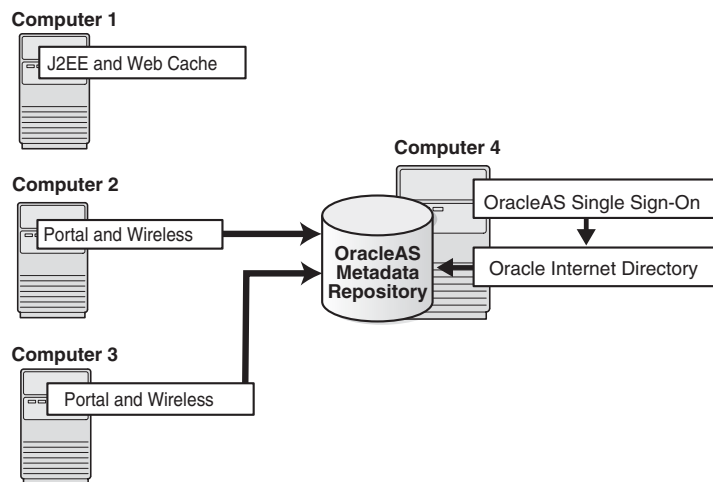 Computer 1
J2EE and Web Cache
Computer 2
Portal and Wireless
Computer 3
Portal and Wireless
Computer 4
OracleAS Single Sign-On
Oracle Internet Directory
OracleAS
Metadata
Repository